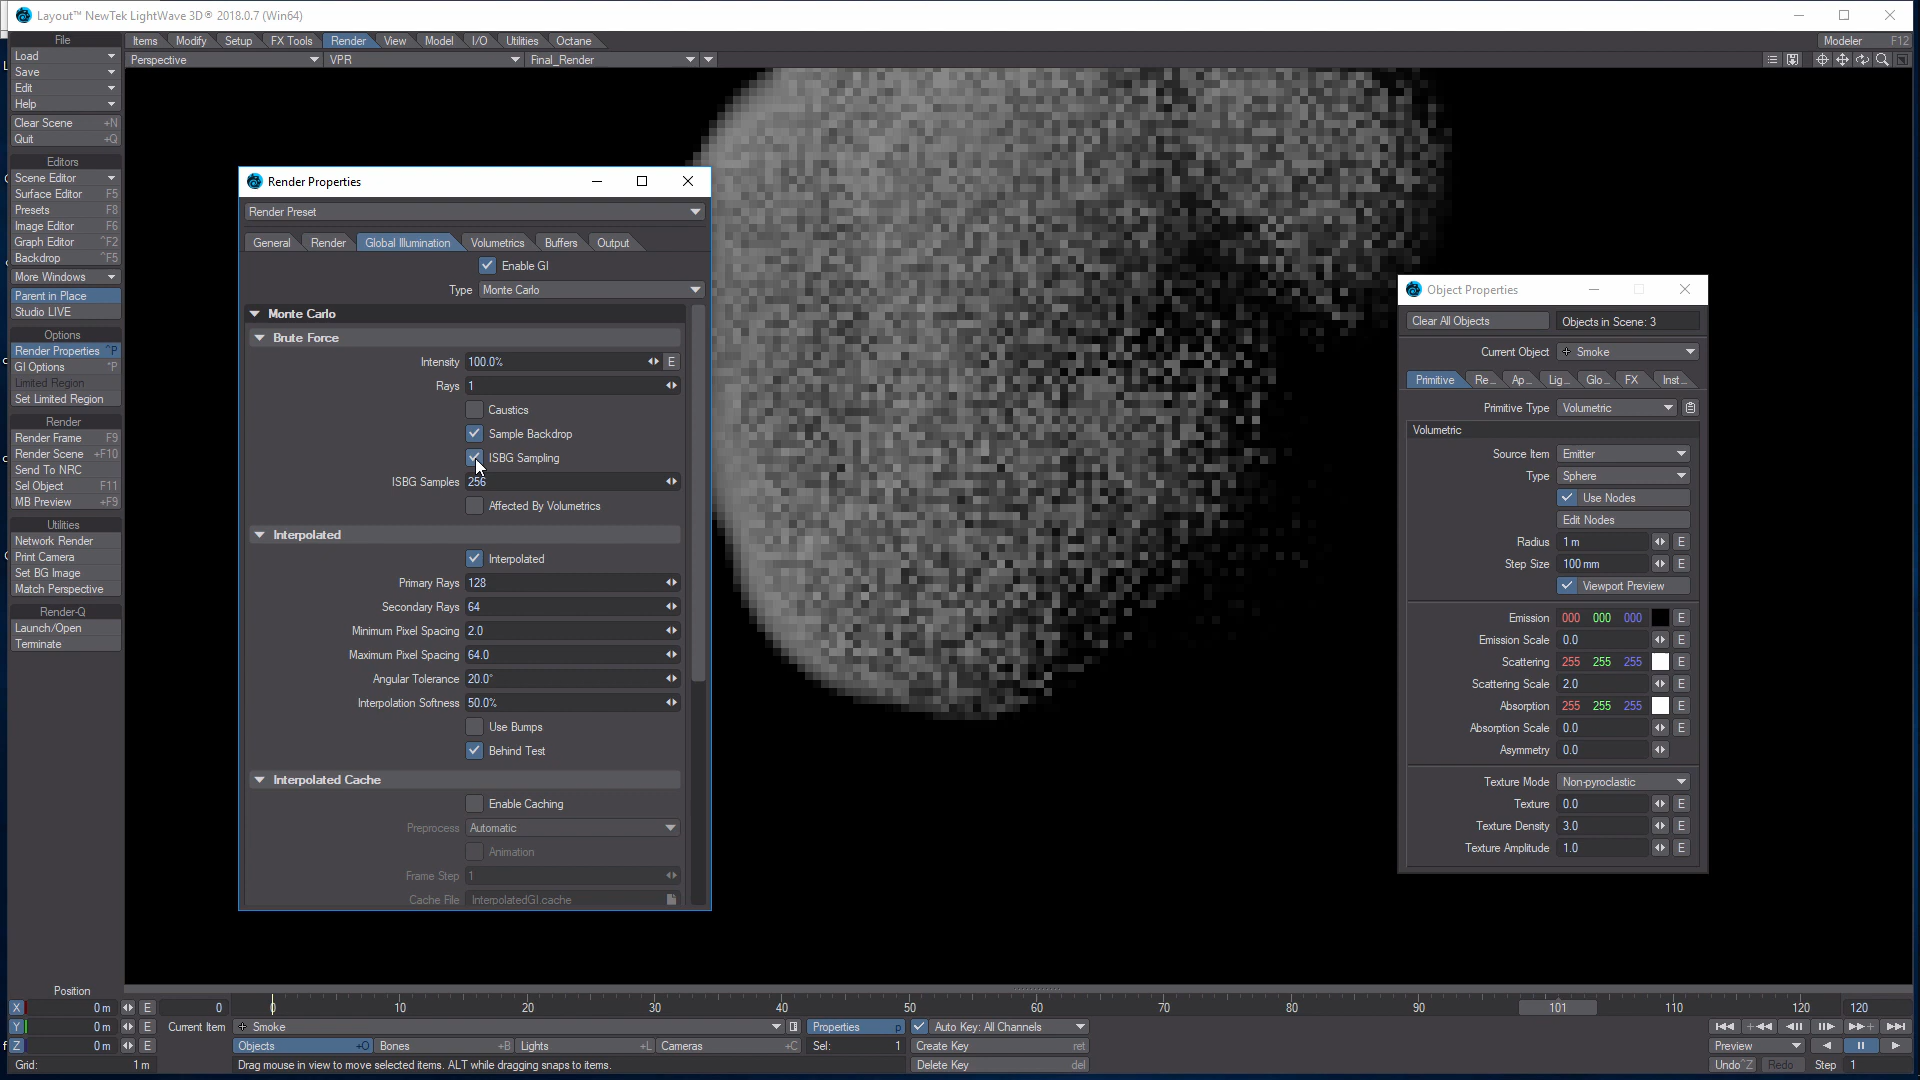 Layout™ NewTek LightWave 3D® 2018.0.7 (Win64)
File
Items Modify Setup FX Tools Render View Model I/O Utilities Octane
Modeler F12
Load
Perspective VPR Final_Render
Save
Edit
Help
Clear Scene +N
Quit +Q
Editors
Scene Editor
Surface Editor F5
Presets F8
Image Editor F6
Graph Editor ^F2
Backdrop ^F5
More Windows
Parent in Place
Studio LIVE
Options
Render Properties ^P
GI Options *P
Limited Region
Set Limited Region
Render
Render Frame F9
Render Scene +F10
Send To NRC
Sel Object F11
MB Preview +F9
Utilities
Network Render
Print Camera
Set BG Image
Match Perspective
Render-Q
Launch/Open
Terminate
Render Properties
Render Preset
General Render Global Illumination Volumetrics Buffers Output
Enable GI
Type Monte Carlo
Monte Carlo
Brute Force
Intensity 100.0% E
Rays 1
Caustics
Sample Backdrop
ISBG Sampling
ISBG Samples 256
Affected By Volumetrics
Interpolated
Interpolated
Primary Rays 128
Secondary Rays 64
Minimum Pixel Spacing 2.0
Maximum Pixel Spacing 64.0
Angular Tolerance 20.0°
Interpolation Softness 50.0%
Use Bumps
Behind Test
Interpolated Cache
Enable Caching
Preprocess Automatic
Animation
Frame Step 1
Cache File InterpolatedGI.cache
Object Properties
Clear All Objects Objects in Scene: 3
Current Object + Smoke
Primitive Re... Ap... Lig... Glo... FX Inst...
Primitive Type Volumetric
Volumetric
Source Item Emitter
Type Sphere
Use Nodes
Edit Nodes
Radius 1 m E
Step Size 100 mm E
Viewport Preview
Emission 000 000 000 E
Emission Scale 0.0 E
Scattering 255 255 255 E
Scattering Scale 2.0 E
Absorption 255 255 255 E
Absorption Scale 0.0 E
Asymmetry 0.0
Texture Mode Non-pyroclastic
Texture 0.0 E
Texture Density 3.0 E
Texture Amplitude 1.0 E
Position
X 0 m E 0 0 10 20 30 40 50 60 70 80 90 101 110 120 120
Y 0 m E Current Item + Smoke Properties p Auto Key: All Channels
Z 0 m E Objects +O Bones +B Lights +L Cameras +C Sel: 1 Create Key ret Preview
Grid: 1 m Drag mouse in view to move selected items. ALT while dragging snaps to items. Delete Key del Undo ^Z Redo Step 1